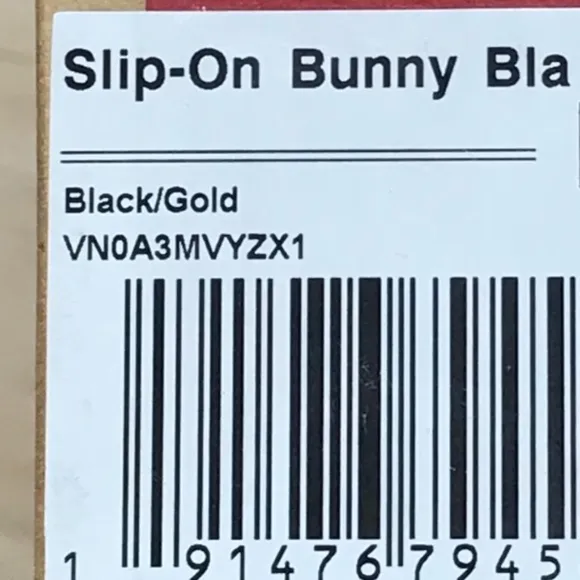 Slip-On Bunny Bla
Black/Gold
VN0A3MVYZX1
1 91476 7945